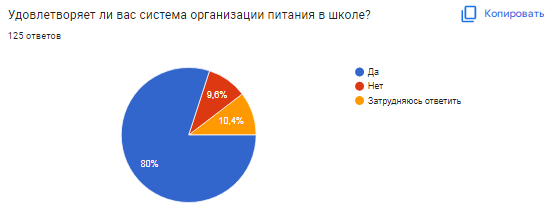 Удовлетворяет ли вас система организации питания в школе?
Копировать
125 ответов
Да
Нет
Затрудняюсь ответить
9,6%
10,4%
80%